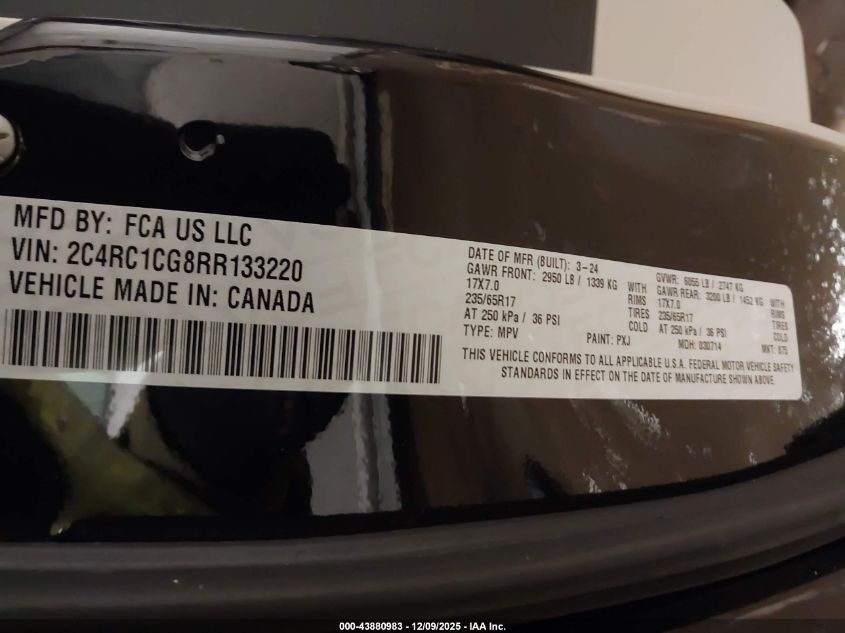 MFD BY: FCA US LLC
VIN: 2C4RC1CG8RR133220
VEHICLE MADE IN: CANADA
DATE OF MFR (BUILT): 3-24
GAWR FRONT: 2950 LB / 1339 KG WITH
17X7.0 RIMS
235/65R17 TIRES
AT 250 kPa / 36 PSI COLD
TYPE: MPV PAINT: PXJ
GVWR: 6055 LB / 2747 KG
GAWR REAR: 3200 LB / 1452 KG WITH
17X7.0 RIMS
235/65R17 TIRES
AT 250 kPa / 36 PSI COLD
MDH: 030714 MKT: 875
THIS VEHICLE CONFORMS TO ALL APPLICABLE U.S.A. FEDERAL MOTOR VEHICLE SAFETY
STANDARDS IN EFFECT ON THE DATE OF MANUFACTURE SHOWN ABOVE.
000-43880983 - 12/09/2025 - IAA Inc.